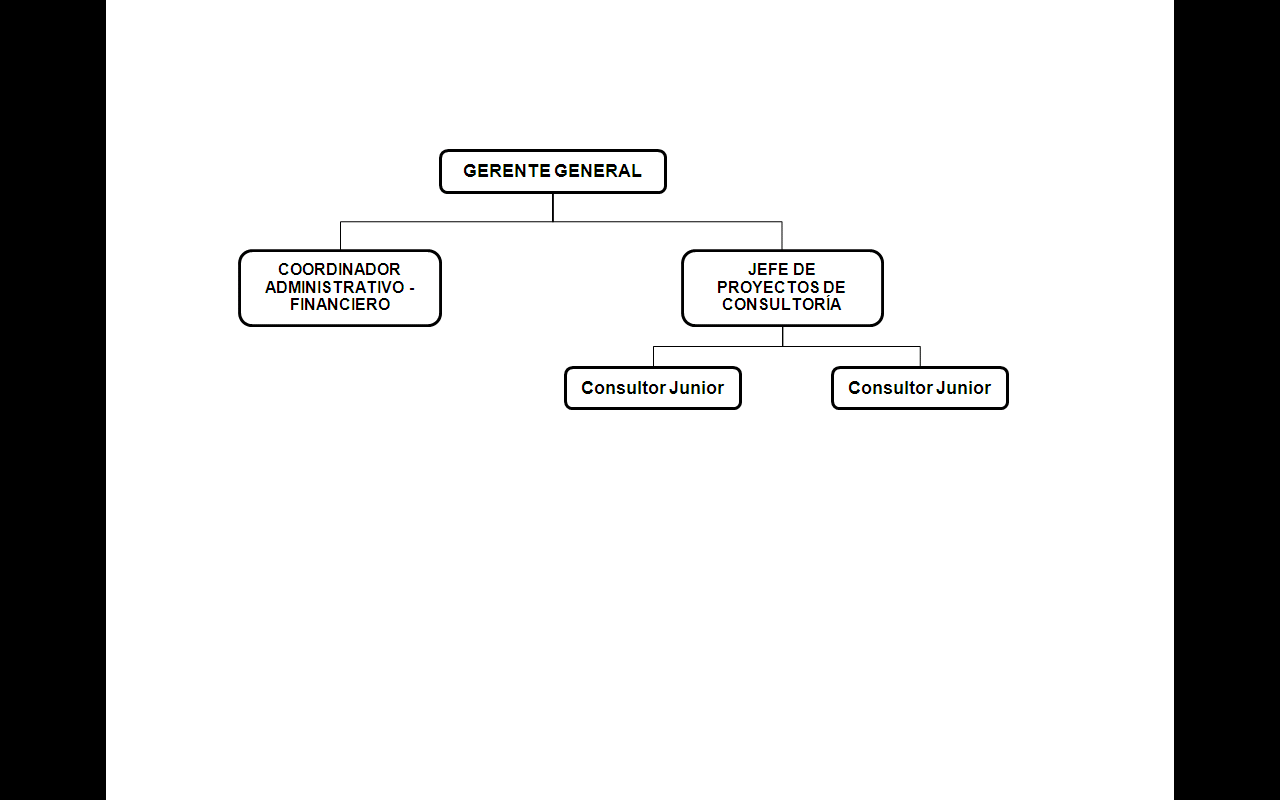 GERENTE GENERAL
COORDINADOR
ADMINISTRATIVO -
FINANCIERO
JEFE DE
PROYECTOS DE
CONSULTORÍA
Consultor Junior
Consultor Junior